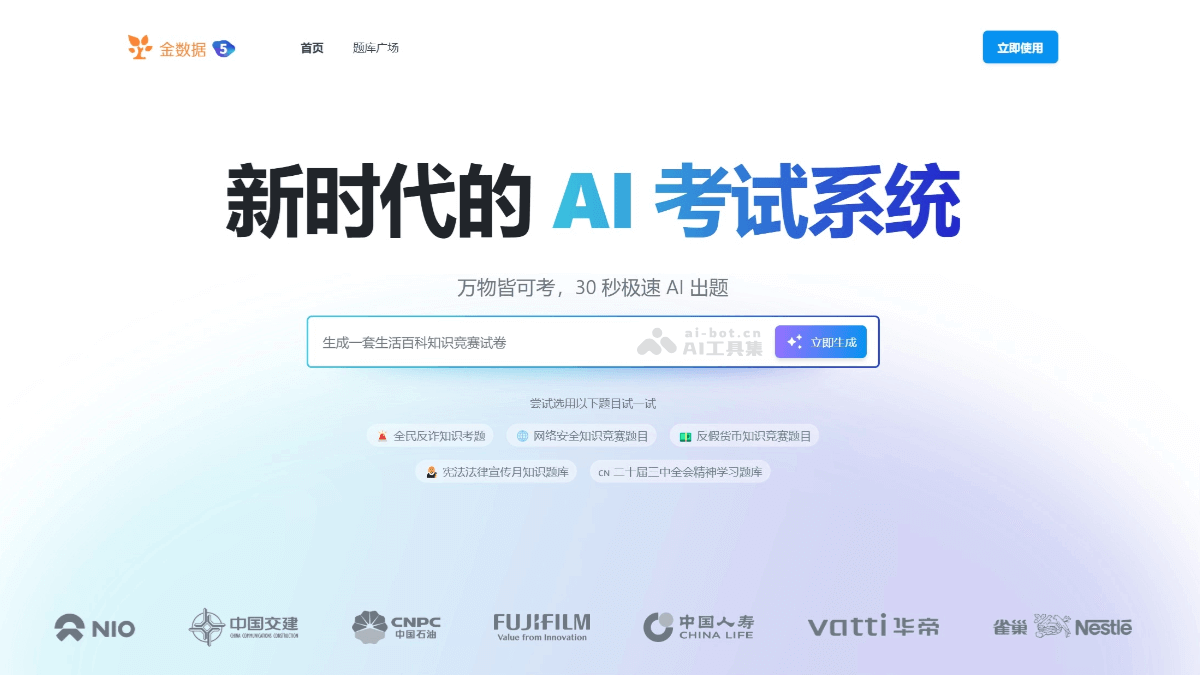 金数据 5 首页 题库广场 立即使用
新时代的 AI 考试系统
万物皆可考，30 秒极速 AI 出题
生成一套生活百科知识竞赛试卷 ai-bot.cn AI工具集 立即生成
尝试选用以下题目试一试
全民反诈知识考题 网络安全知识竞赛题目 反假货币知识竞赛题目
宪法法律宣传月知识题库 CN 二十届三中全会精神学习题库
NIO 中国交建 CHINA COMMUNICATIONS CONSTRUCTION CNPC 中国石油 FUJIFILM Value from Innovation 中国人寿 CHINA LIFE vatti 华帝 雀巢 Nestlé